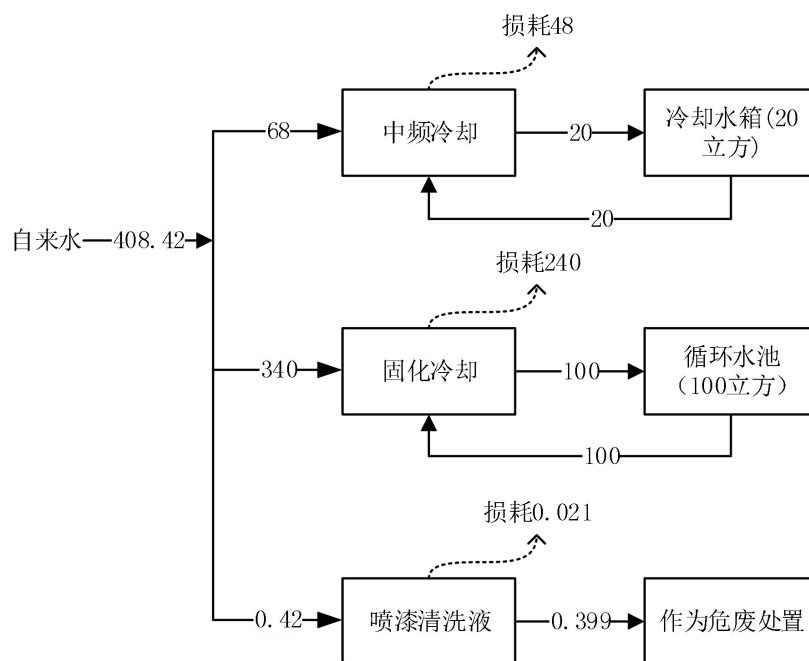 损耗48
68
中频冷却
20
冷却水箱(20
立方)
20
自来水
408.42
损耗240
340
固化冷却
100
循环水池
（100立方）
100
损耗0.021
0.42
喷漆清洗液
0.399
作为危废处置